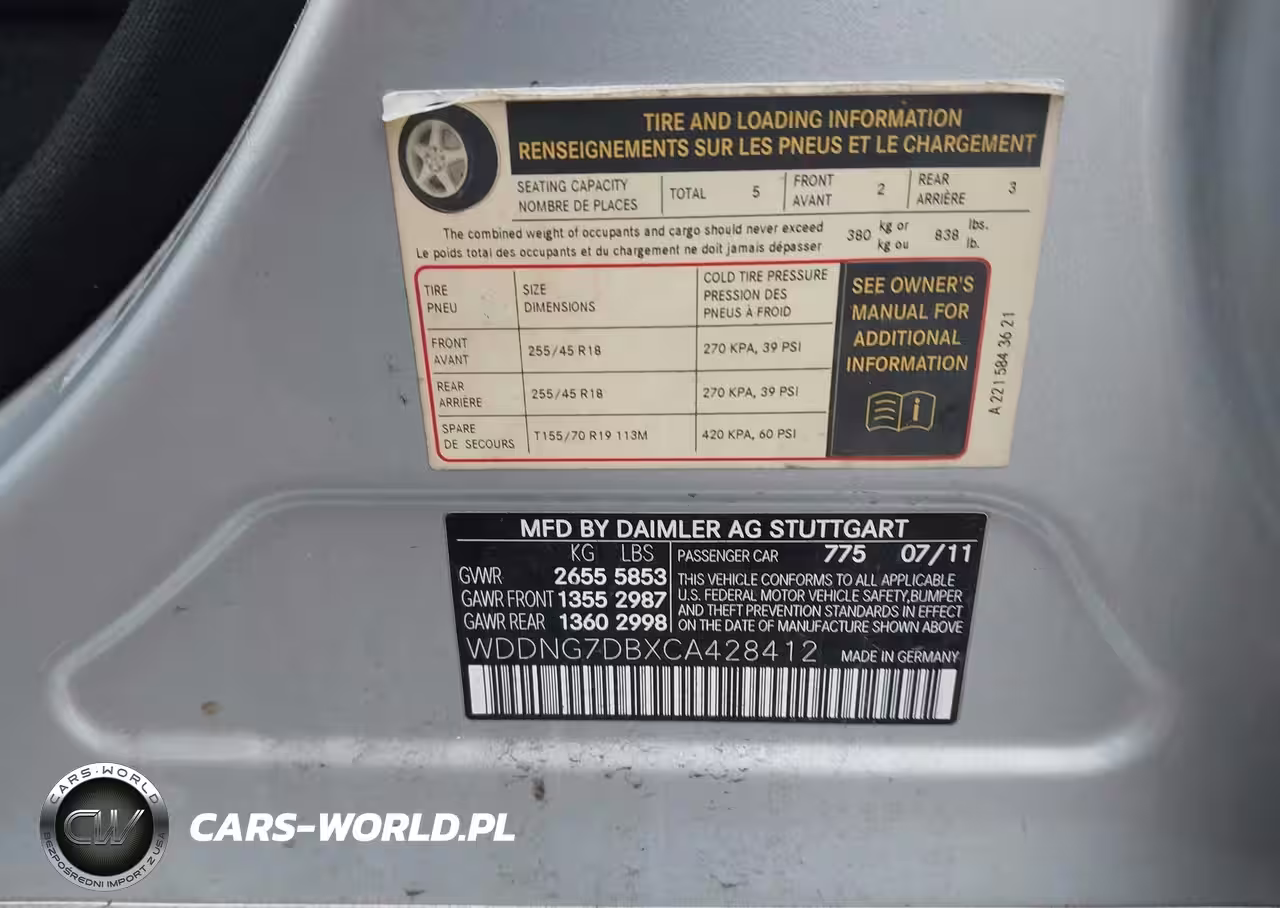 TIRE AND LOADING INFORMATION
RENSEIGNEMENTS SUR LES PNEUS ET LE CHARGEMENT
SEATING CAPACITY
NOMBRE DE PLACES
TOTAL 5
FRONT
AVANT
2
REAR
ARRIÈRE
3
The combined weight of occupants and cargo should never exceed
Le poids total des occupants et du chargement ne doit jamais dépasser
380 kg or
kg ou
838 lbs.
lb.
TIRE
PNEU
SIZE
DIMENSIONS
COLD TIRE PRESSURE
PRESSION DES
PNEUS À FROID
FRONT
AVANT
255/45 R18
270 KPA, 39 PSI
REAR
ARRIÈRE
255/45 R18
270 KPA, 39 PSI
SPARE
DE SECOURS
T155/70 R19 113M
420 KPA, 60 PSI
SEE OWNER'S
MANUAL FOR
ADDITIONAL
INFORMATION
A 221 584 36 21
MFD BY DAIMLER AG STUTTGART
KG LBS
GVWR 2655 5853
GAWR FRONT 1355 2987
GAWR REAR 1360 2998
PASSENGER CAR 775 07/11
THIS VEHICLE CONFORMS TO ALL APPLICABLE
U.S. FEDERAL MOTOR VEHICLE SAFETY,BUMPER
AND THEFT PREVENTION STANDARDS IN EFFECT
ON THE DATE OF MANUFACTURE SHOWN ABOVE
WDDNG7DBXCA428412 MADE IN GERMANY
CARS-WORLD
CW
BEZPOŚREDNI IMPORT Z USA
CARS-WORLD.PL